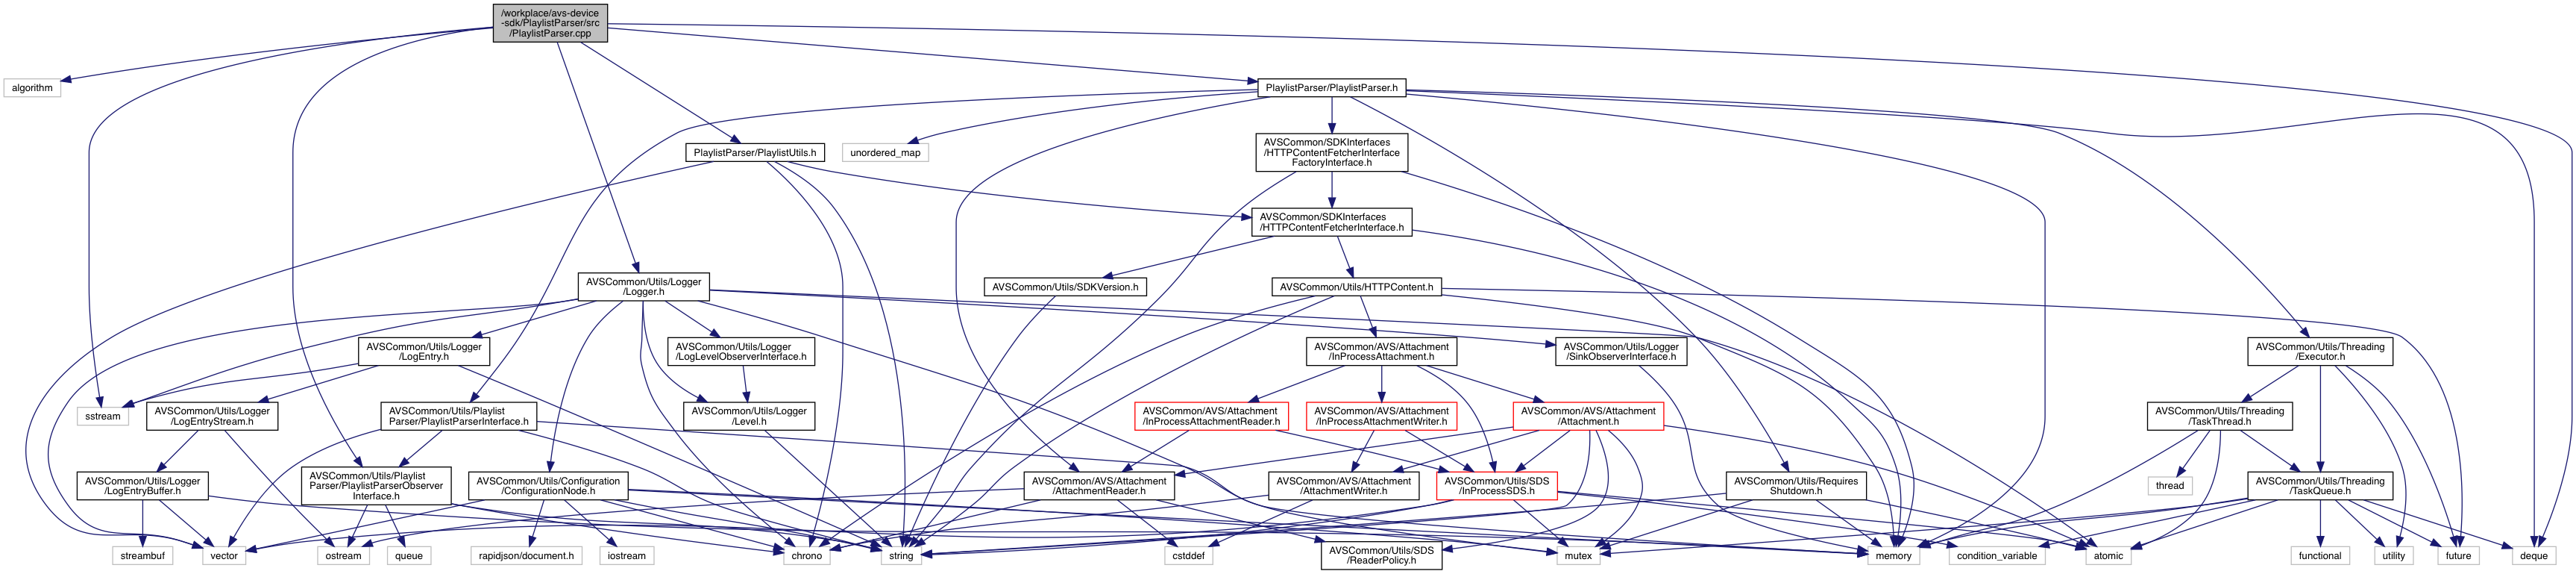 /workplace/avs-device
-sdk/PlaylistParser/src
/PlaylistParser.cpp
algorithm
PlaylistParser/PlaylistParser.h
PlaylistParser/PlaylistUtils.h
unordered_map
AVSCommon/SDKInterfaces
/HTTPContentFetcherInterface
FactoryInterface.h
AVSCommon/SDKInterfaces
/HTTPContentFetcherInterface.h
AVSCommon/Utils/Logger
/Logger.h
AVSCommon/Utils/SDKVersion.h
AVSCommon/Utils/HTTPContent.h
AVSCommon/Utils/Logger
/LogEntry.h
AVSCommon/Utils/Logger
/LogLevelObserverInterface.h
AVSCommon/AVS/Attachment
/InProcessAttachment.h
AVSCommon/Utils/Logger
/SinkObserverInterface.h
AVSCommon/Utils/Threading
/Executor.h
sstream
AVSCommon/Utils/Logger
/LogEntryStream.h
AVSCommon/Utils/Playlist
Parser/PlaylistParserInterface.h
AVSCommon/Utils/Logger
/Level.h
AVSCommon/AVS/Attachment
/InProcessAttachmentReader.h
AVSCommon/AVS/Attachment
/InProcessAttachmentWriter.h
AVSCommon/AVS/Attachment
/Attachment.h
AVSCommon/Utils/Threading
/TaskThread.h
AVSCommon/Utils/Logger
/LogEntryBuffer.h
AVSCommon/Utils/Playlist
Parser/PlaylistParserObserver
Interface.h
AVSCommon/Utils/Configuration
/ConfigurationNode.h
AVSCommon/AVS/Attachment
/AttachmentReader.h
AVSCommon/AVS/Attachment
/AttachmentWriter.h
AVSCommon/Utils/SDS
/InProcessSDS.h
AVSCommon/Utils/Requires
Shutdown.h
thread
AVSCommon/Utils/Threading
/TaskQueue.h
streambuf
vector
ostream
queue
rapidjson/document.h
iostream
chrono
string
cstddef
AVSCommon/Utils/SDS
/ReaderPolicy.h
mutex
memory
condition_variable
atomic
functional
utility
future
deque